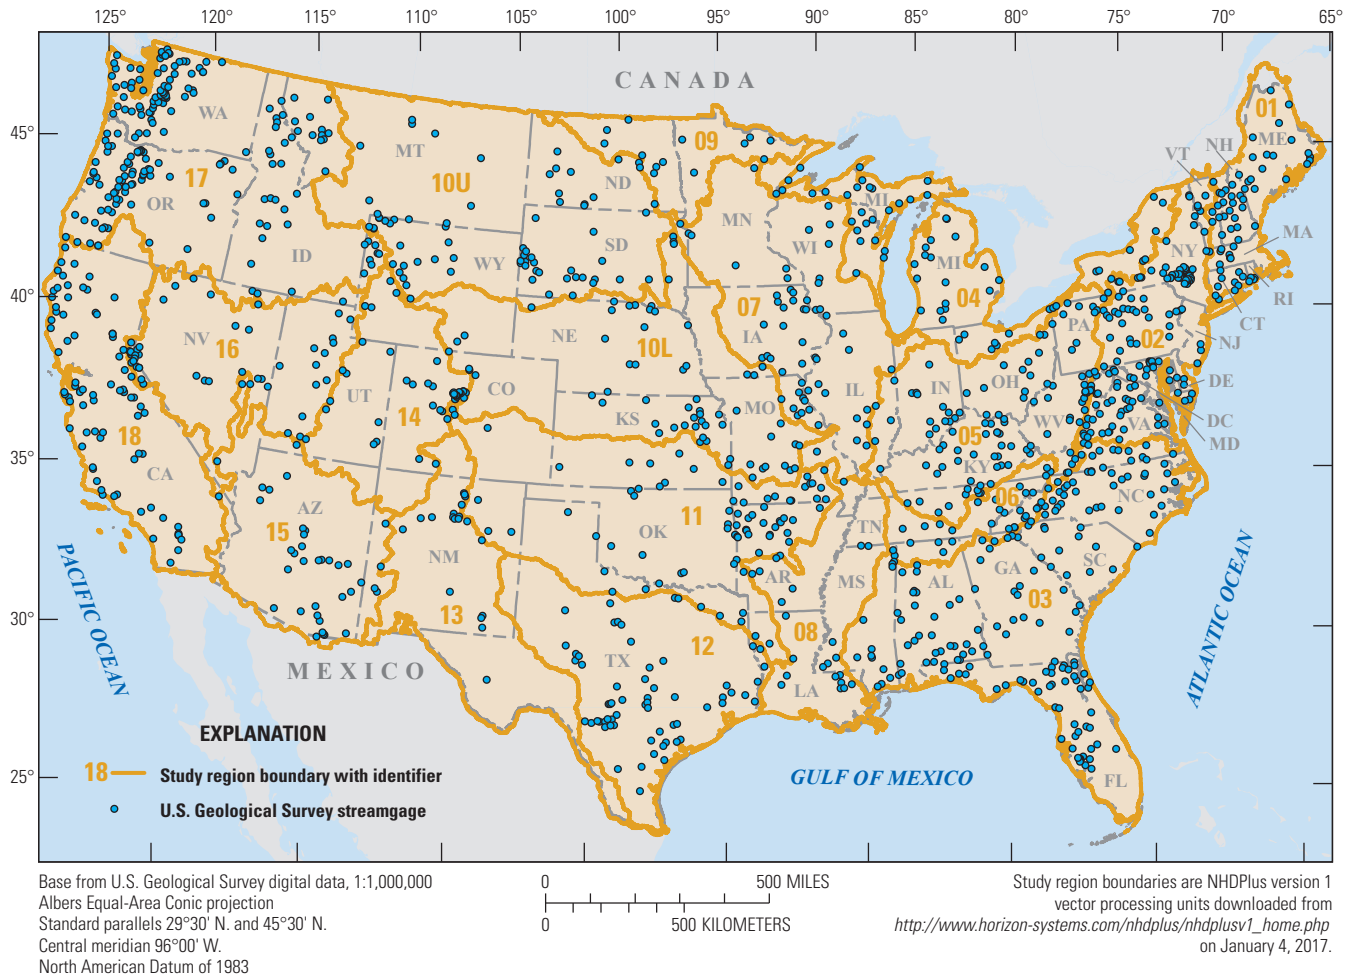 125° 120° 115° 110° 105° 100° 95° 90° 85° 80° 75° 70° 65°
CANADA
01
WA
45°
09
ME
NH
MT
VT
17
10U
ND
OR
MI
MN
MA
SD
WI
NY
ID
WY
MI
40°
04
RI
07
CT
NV
NE
PA
02
NJ
16
10L
IA
UT
CO
IN
OH
DE
14
IL
KS
MO
WV
DC
18
05
VA
MD
35°
CA
KY
06
NC
AZ
11
TN
15
OK
NM
SC
GA
AR
MS
AL
03
13
30°
08
12
PACIFIC OCEAN
ATLANTIC OCEAN
MEXICO
TX
LA
EXPLANATION
18 Study region boundary with identifier
25°
GULF OF MEXICO
FL
U.S. Geological Survey streamgage
Base from U.S. Geological Survey digital data, 1:1,000,000
Albers Equal-Area Conic projection
Standard parallels 29°30' N. and 45°30' N.
Central meridian 96°00' W.
North American Datum of 1983
0 500 MILES
0 500 KILOMETERS
Study region boundaries are NHDPlus version 1
vector processing units downloaded from
http://www.horizon-systems.com/nhdplus/nhdplusv1_home.php
on January 4, 2017.